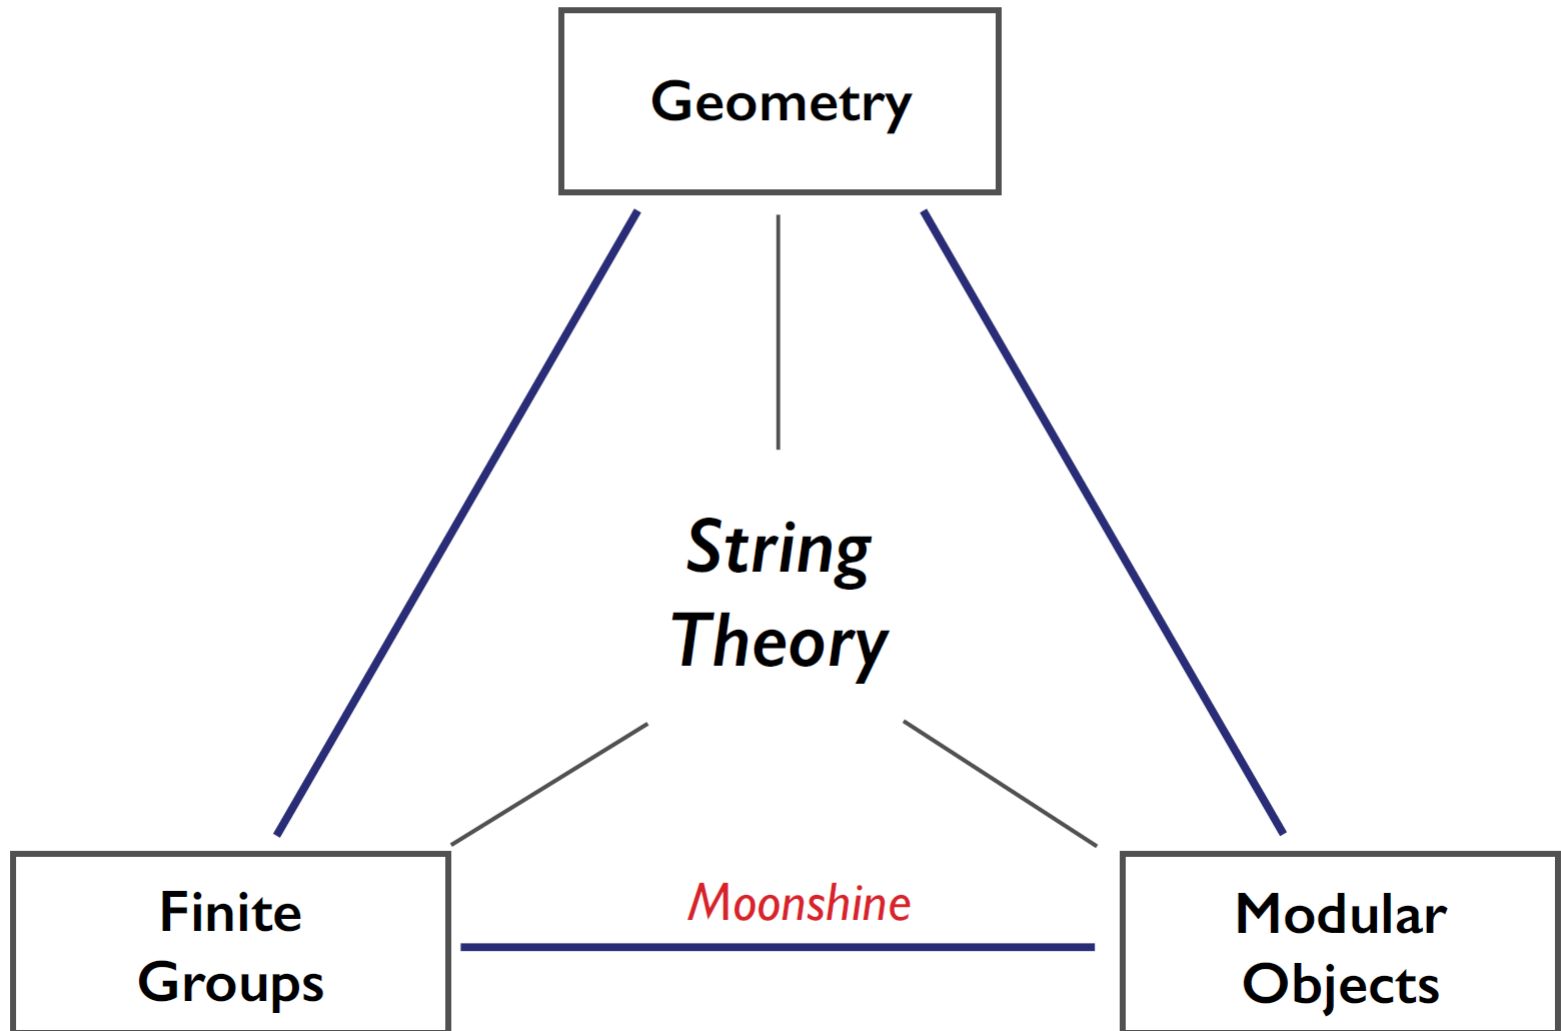 Geometry
String
Theory
Moonshine
Finite
Groups
Modular
Objects